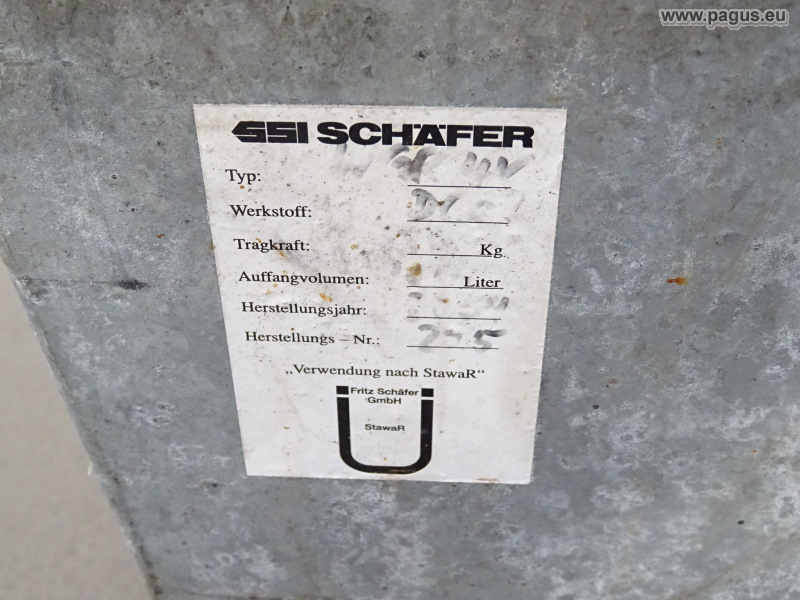 www.pagus.eu
SSI SCHÄFER
Typ:
Werkstoff:
Tragkraft: Kg
Auffangvolumen: Liter
Herstellungsjahr:
Herstellungs – Nr.:
„Verwendung nach StawaR“
Fritz Schäfer
GmbH
StawaR